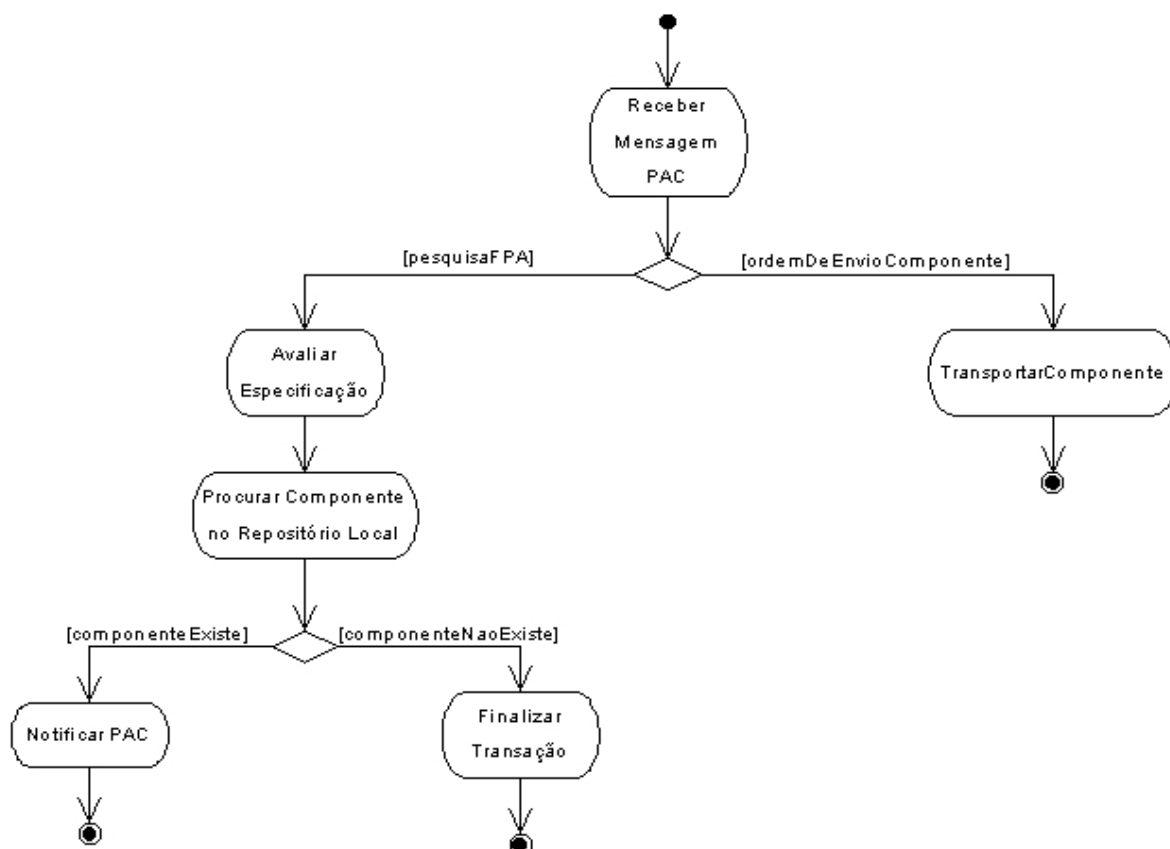 Receber
Mensagem
PAC
[pesquisaFPA]
[ordemDeEnvioComponente]
Avaliar
Especificação
TransportarComponente
Procurar Componente
no Repositório Local
[componenteExiste]
[componenteNaoExiste]
Notificar PAC
Finalizar
Transação